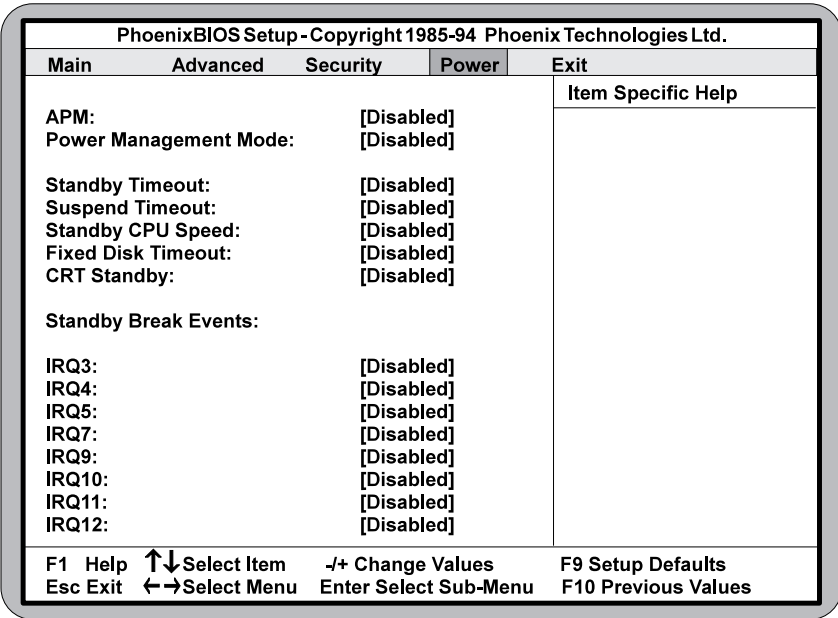 PhoenixBIOS Setup - Copyright 1985-94 Phoenix Technologies Ltd.
Main Advanced Security Power Exit
Item Specific Help
APM: [Disabled]
Power Management Mode: [Disabled]
Standby Timeout: [Disabled]
Suspend Timeout: [Disabled]
Standby CPU Speed: [Disabled]
Fixed Disk Timeout: [Disabled]
CRT Standby: [Disabled]
Standby Break Events:
IRQ3: [Disabled]
IRQ4: [Disabled]
IRQ5: [Disabled]
IRQ7: [Disabled]
IRQ9: [Disabled]
IRQ10: [Disabled]
IRQ11: [Disabled]
IRQ12: [Disabled]
F1 Help ↑↓ Select Item -/+ Change Values F9 Setup Defaults
Esc Exit ←→ Select Menu Enter Select Sub-Menu F10 Previous Values